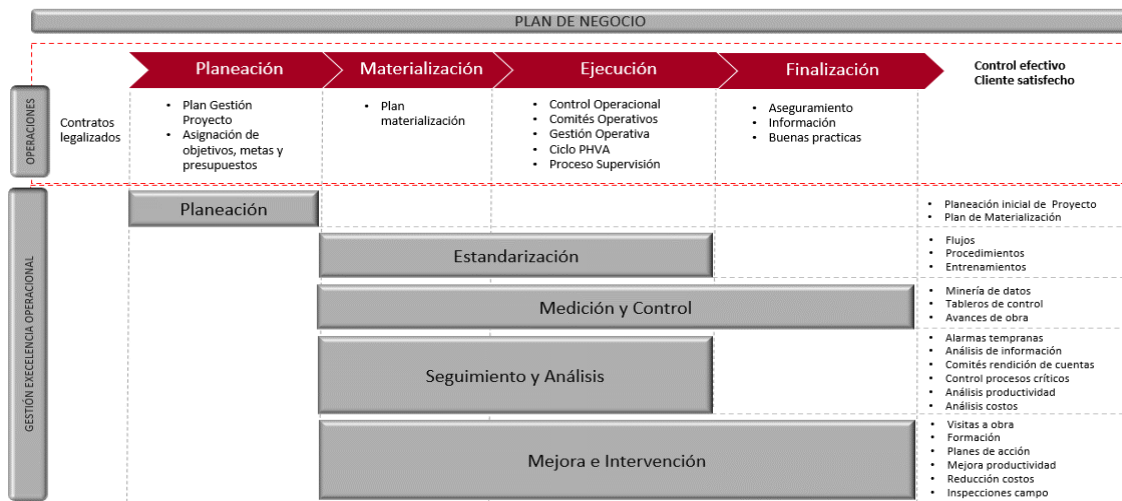 PLAN DE NEGOCIO
Planeación
Materialización
Ejecución
Finalización
Control efectivo
Cliente satisfecho
OPERACIONES
Contratos
legalizados
• Plan Gestión
Proyecto
• Asignación de
objetivos, metas y
presupuestos
• Plan
materialización
• Control Operacional
• Comités Operativos
• Gestión Operativa
• Ciclo PHVA
• Proceso Supervisión
• Aseguramiento
• Información
• Buenas practicas
GESTIÓN EXECELENCIA OPERACIONAL
Planeación
• Planeación inicial de Proyecto
• Plan de Materialización
Estandarización
• Flujos
• Procedimientos
• Entrenamientos
Medición y Control
• Minería de datos
• Tableros de control
• Avances de obra
Seguimiento y Análisis
• Alarmas tempranas
• Análisis de información
• Comités rendición de cuentas
• Control procesos críticos
• Análisis productividad
• Análisis costos
Mejora e Intervención
• Visitas a obra
• Formación
• Planes de acción
• Mejora productividad
• Reducción costos
• Inspecciones campo